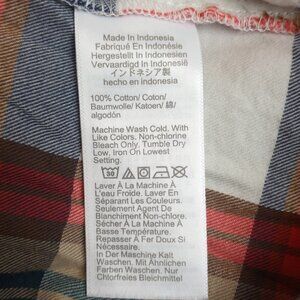 Made In Indonesia
Fabriqué En Indonésie
Hergestellt In Indonesien
Vervaardigd In Indonesië
インドネシア製
hecho en Indonesia
100% Cotton/ Coton/
Baumwolle/ Katoen/ 綿/
algodón
Machine Wash Cold. With
Like Colors. Non-chlorine
Bleach Only. Tumble Dry
Low. Iron On Lowest
Setting.
30
Laver À La Machine À
L'eau Froide. Laver En
Séparant Les Couleurs.
Seulement Agent De
Blanchiment Non-chlore.
Sécher À La Machine À
Basse Température.
Repasser À Fer Doux Si
Nécessaire.
In Der Maschine Kalt
Waschen. Mit Ähnlichen
Farben Waschen. Nur
Chlorfreies Bleichmittel